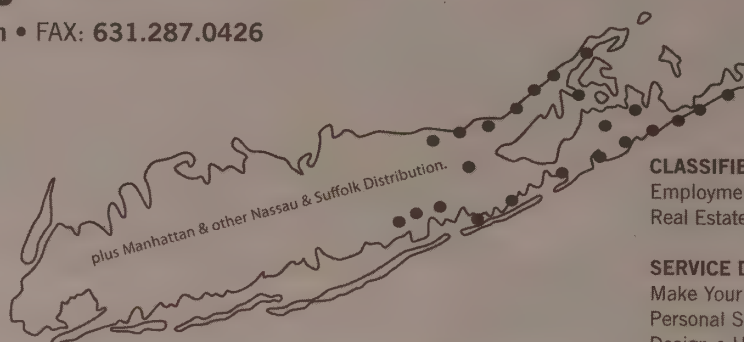 • FAX: 631.287.0426
plus Manhattan & other Nassau & Suffolk Distribution.
CLASSIFIE
Employme
Real Estate
SERVICE D
Make Your
Personal S